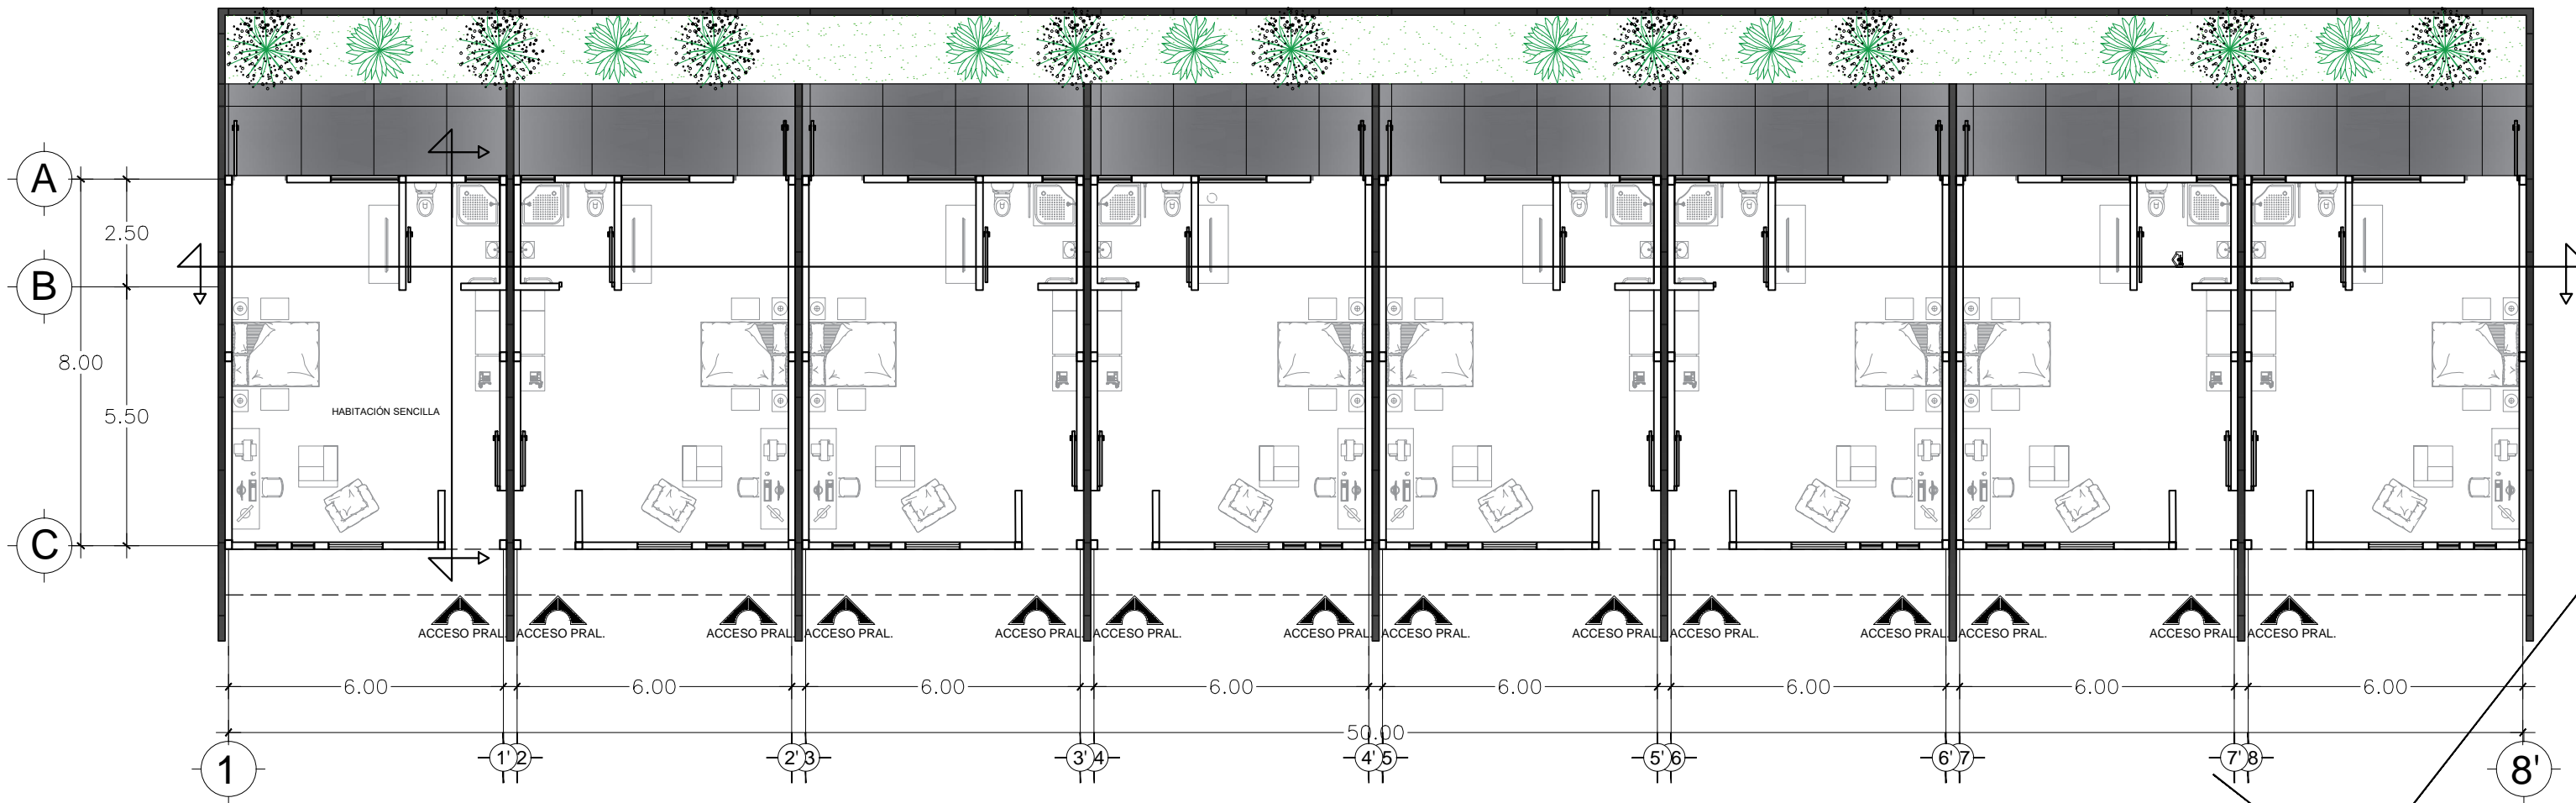 A
2.50
B
8.00
5.50
HABITACIÓN SENCILLA
C
ACCESO PRAL. ACCESO PRAL. ACCESO PRAL. ACCESO PRAL. ACCESO PRAL. ACCESO PRAL. ACCESO PRAL. ACCESO PRAL. ACCESO PRAL. ACCESO PRAL. ACCESO PRAL. ACCESO PRAL. ACCESO PRAL. ACCESO PRAL.
6.00 6.00 6.00 6.00 6.00 6.00 6.00 6.00
50.00
1 1' 2 2' 3 3' 4 4' 5 5' 6 6' 7 7' 8 8'